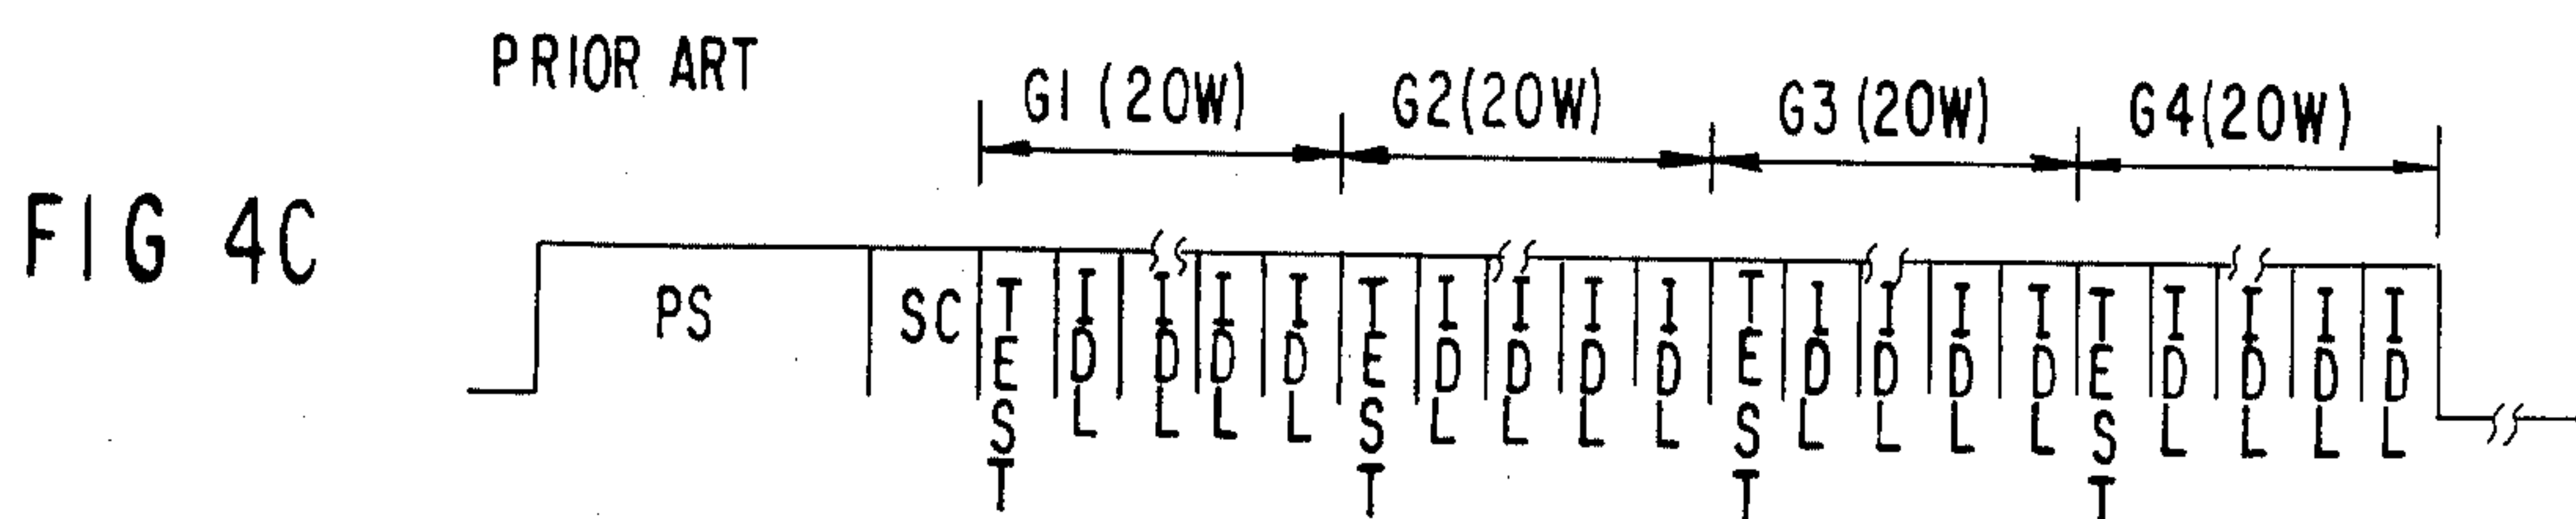 PRIOR ART
G1 (20W) G2(20W) G3(20W) G4(20W)
FIG 4C
PS SC TEST IDL IDL IDL IDL TEST IDL IDL IDL IDL TEST IDL IDL IDL IDL TEST IDL IDL IDL IDL